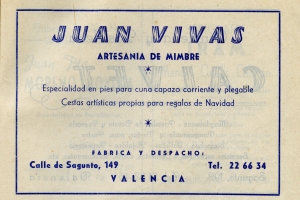 JUAN VIVAS
ARTESANIA DE MIMBRE
*
Especialidad en pies para cuna capazo corriente y plegable
Cestas artísticas propias para regalos de Navidad
*
FABRICA Y DESPACHO:
Calle de Sagunto, 149 Tel. 22 66 34
VALENCIA